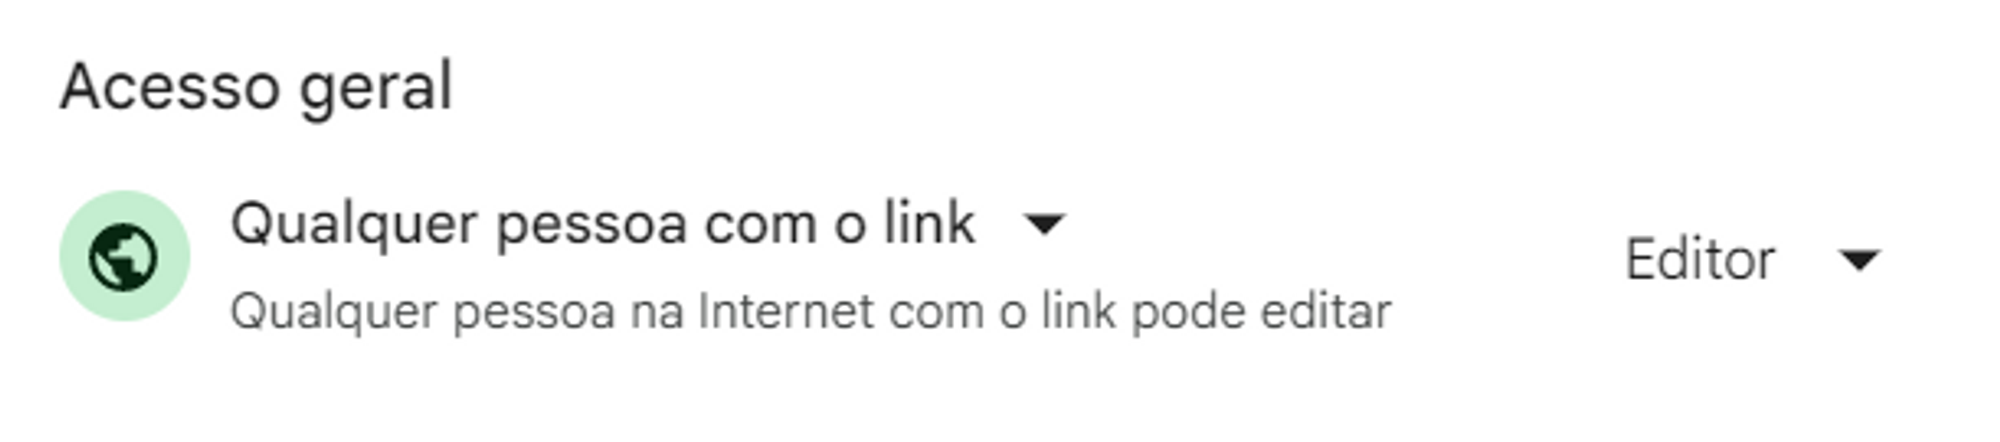 Acesso geral
Qualquer pessoa com o link
Editor
Qualquer pessoa na Internet com o link pode editar